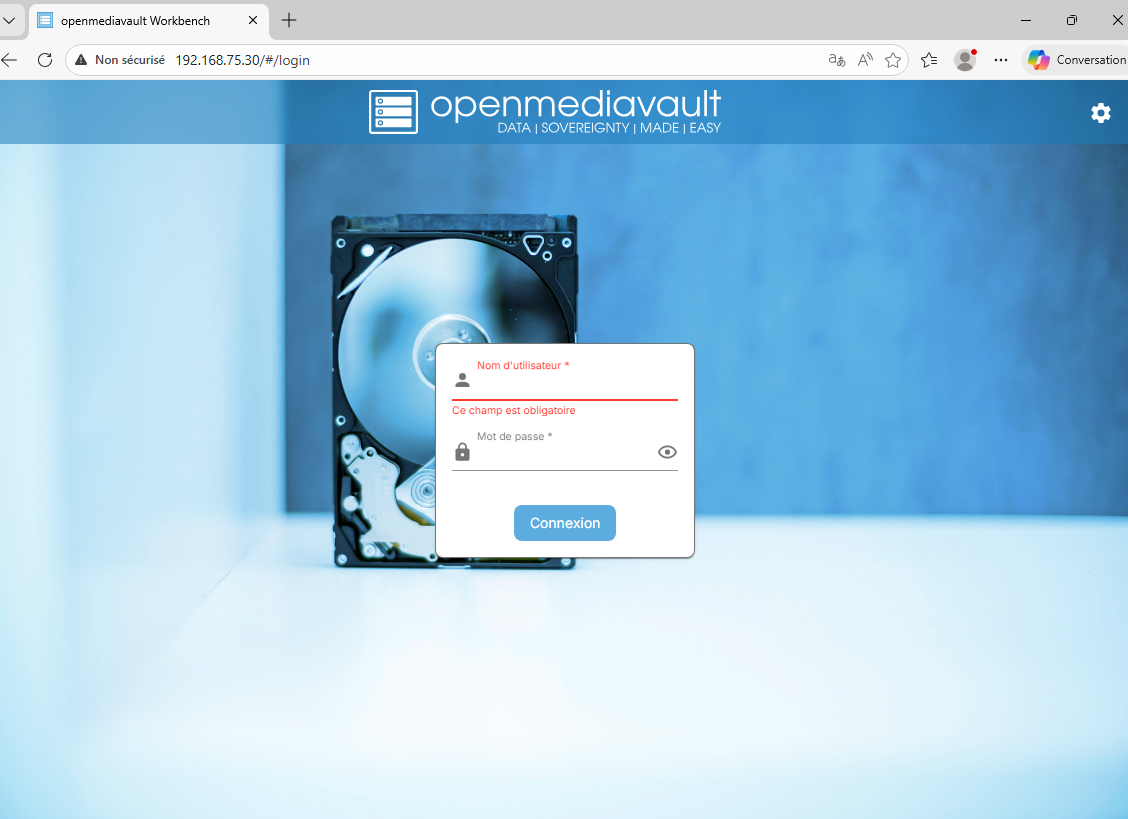 openmediavault Workbench
Non sécurisé 192.168.75.30/#/login
Conversation
openmediavault
DATA | SOVEREIGNTY | MADE | EASY
Nom d'utilisateur *
Ce champ est obligatoire
Mot de passe *
Connexion